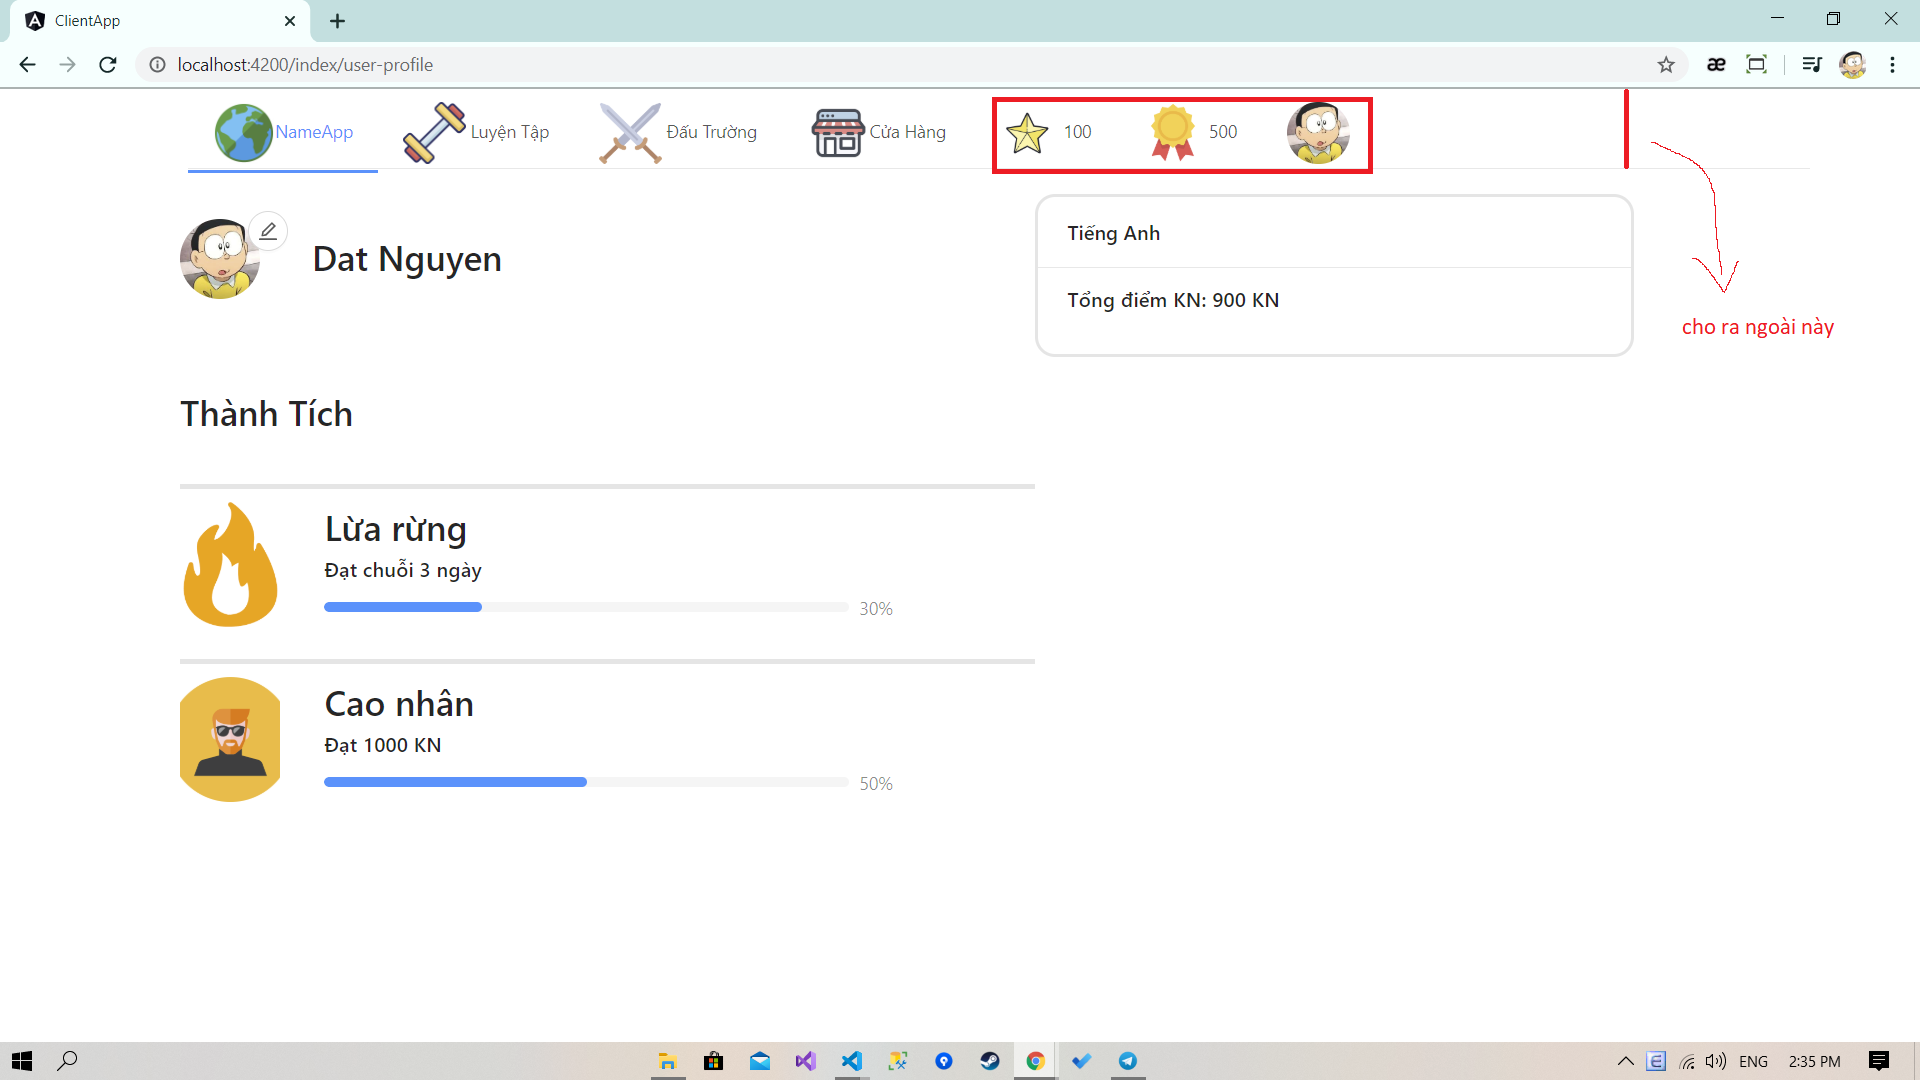 ClientApp
localhost:4200/index/user-profile
NameApp
Luyện Tập
Đấu Trường
Cửa Hàng
100
500
Dat Nguyen
Tiếng Anh
Tổng điểm KN: 900 KN
cho ra ngoài này
Thành Tích
Lừa rừng
Đạt chuỗi 3 ngày
30%
Cao nhân
Đạt 1000 KN
50%
ENG
2:35 PM